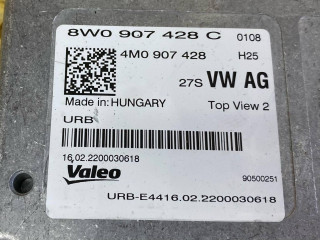 8W0 907 428 C 0108
4M0 907 428 H25
27S VW AG
Made in: HUNGARY Top View 2
URB
16.02.2200030618
Valeo 90500251
URB-E4416.02.2200030618